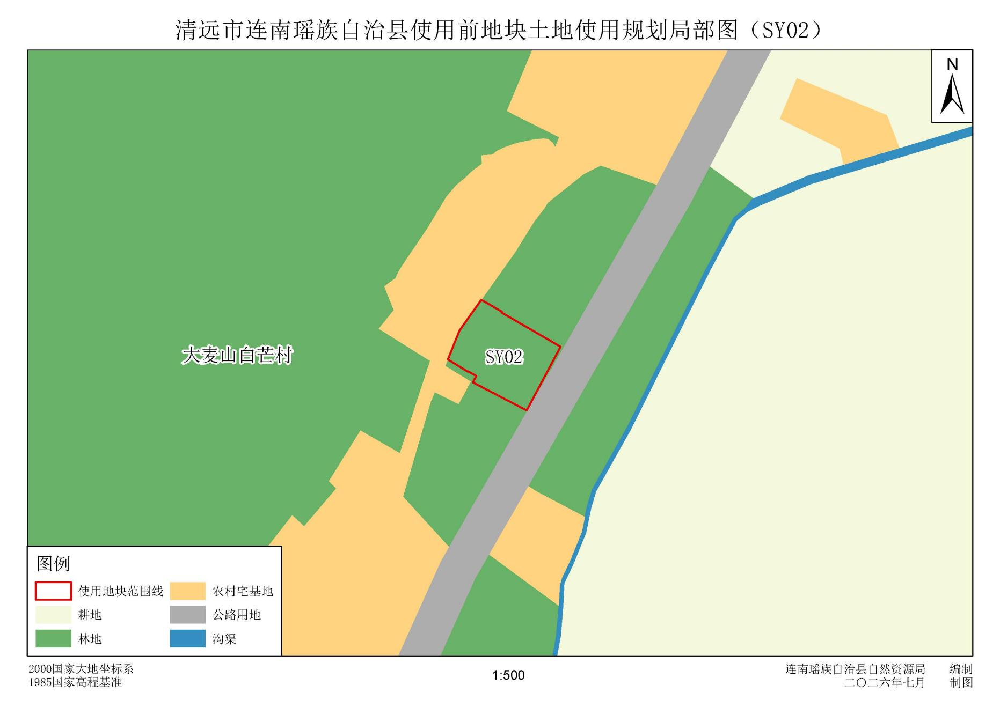 清远市连南瑶族自治县使用前地块土地使用规划局部图（SY02）
N
大麦山白芒村
SY02
图例
使用地块范围线
农村宅基地
耕地
公路用地
林地
沟渠
2000国家大地坐标系
1985国家高程基准
1:500
连南瑶族自治县自然资源局 编制
二〇二六年七月 制图